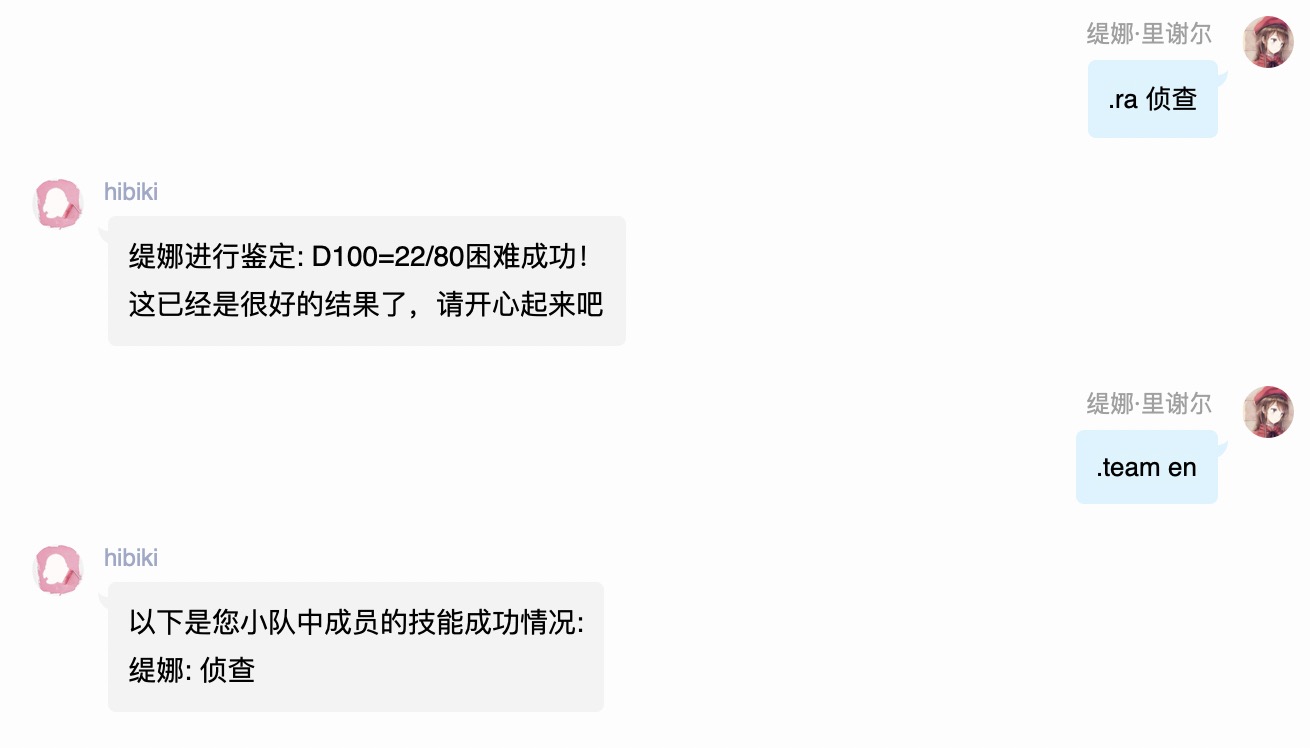 缇娜·里谢尔
.ra 侦查
hibiki
缇娜进行鉴定: D100=22/80困难成功！
这已经是很好的结果了，请开心起来吧
缇娜·里谢尔
.team en
hibiki
以下是您小队中成员的技能成功情况:
缇娜: 侦查